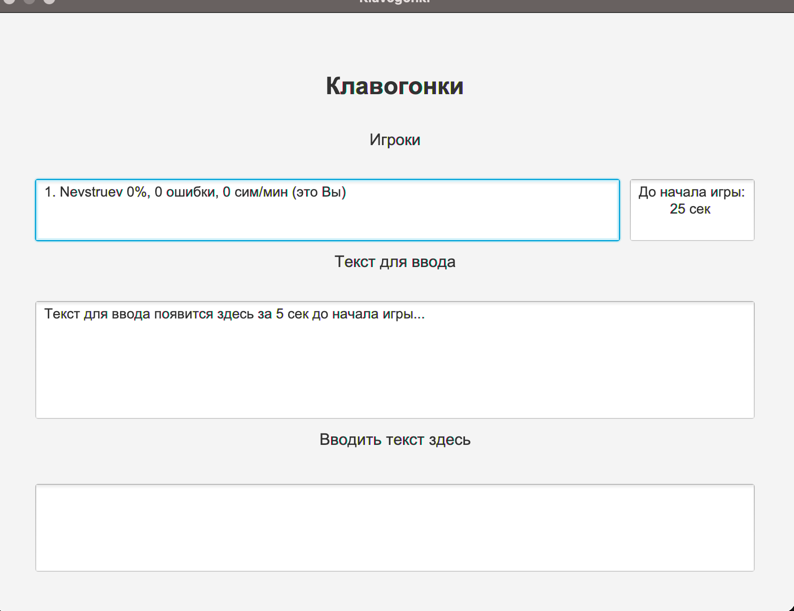 Клавогонки
Игроки
1. Nevstruev 0%, 0 ошибки, 0 сим/мин (это Вы)
До начала игры:
25 сек
Текст для ввода
Текст для ввода появится здесь за 5 сек до начала игры...
Вводить текст здесь